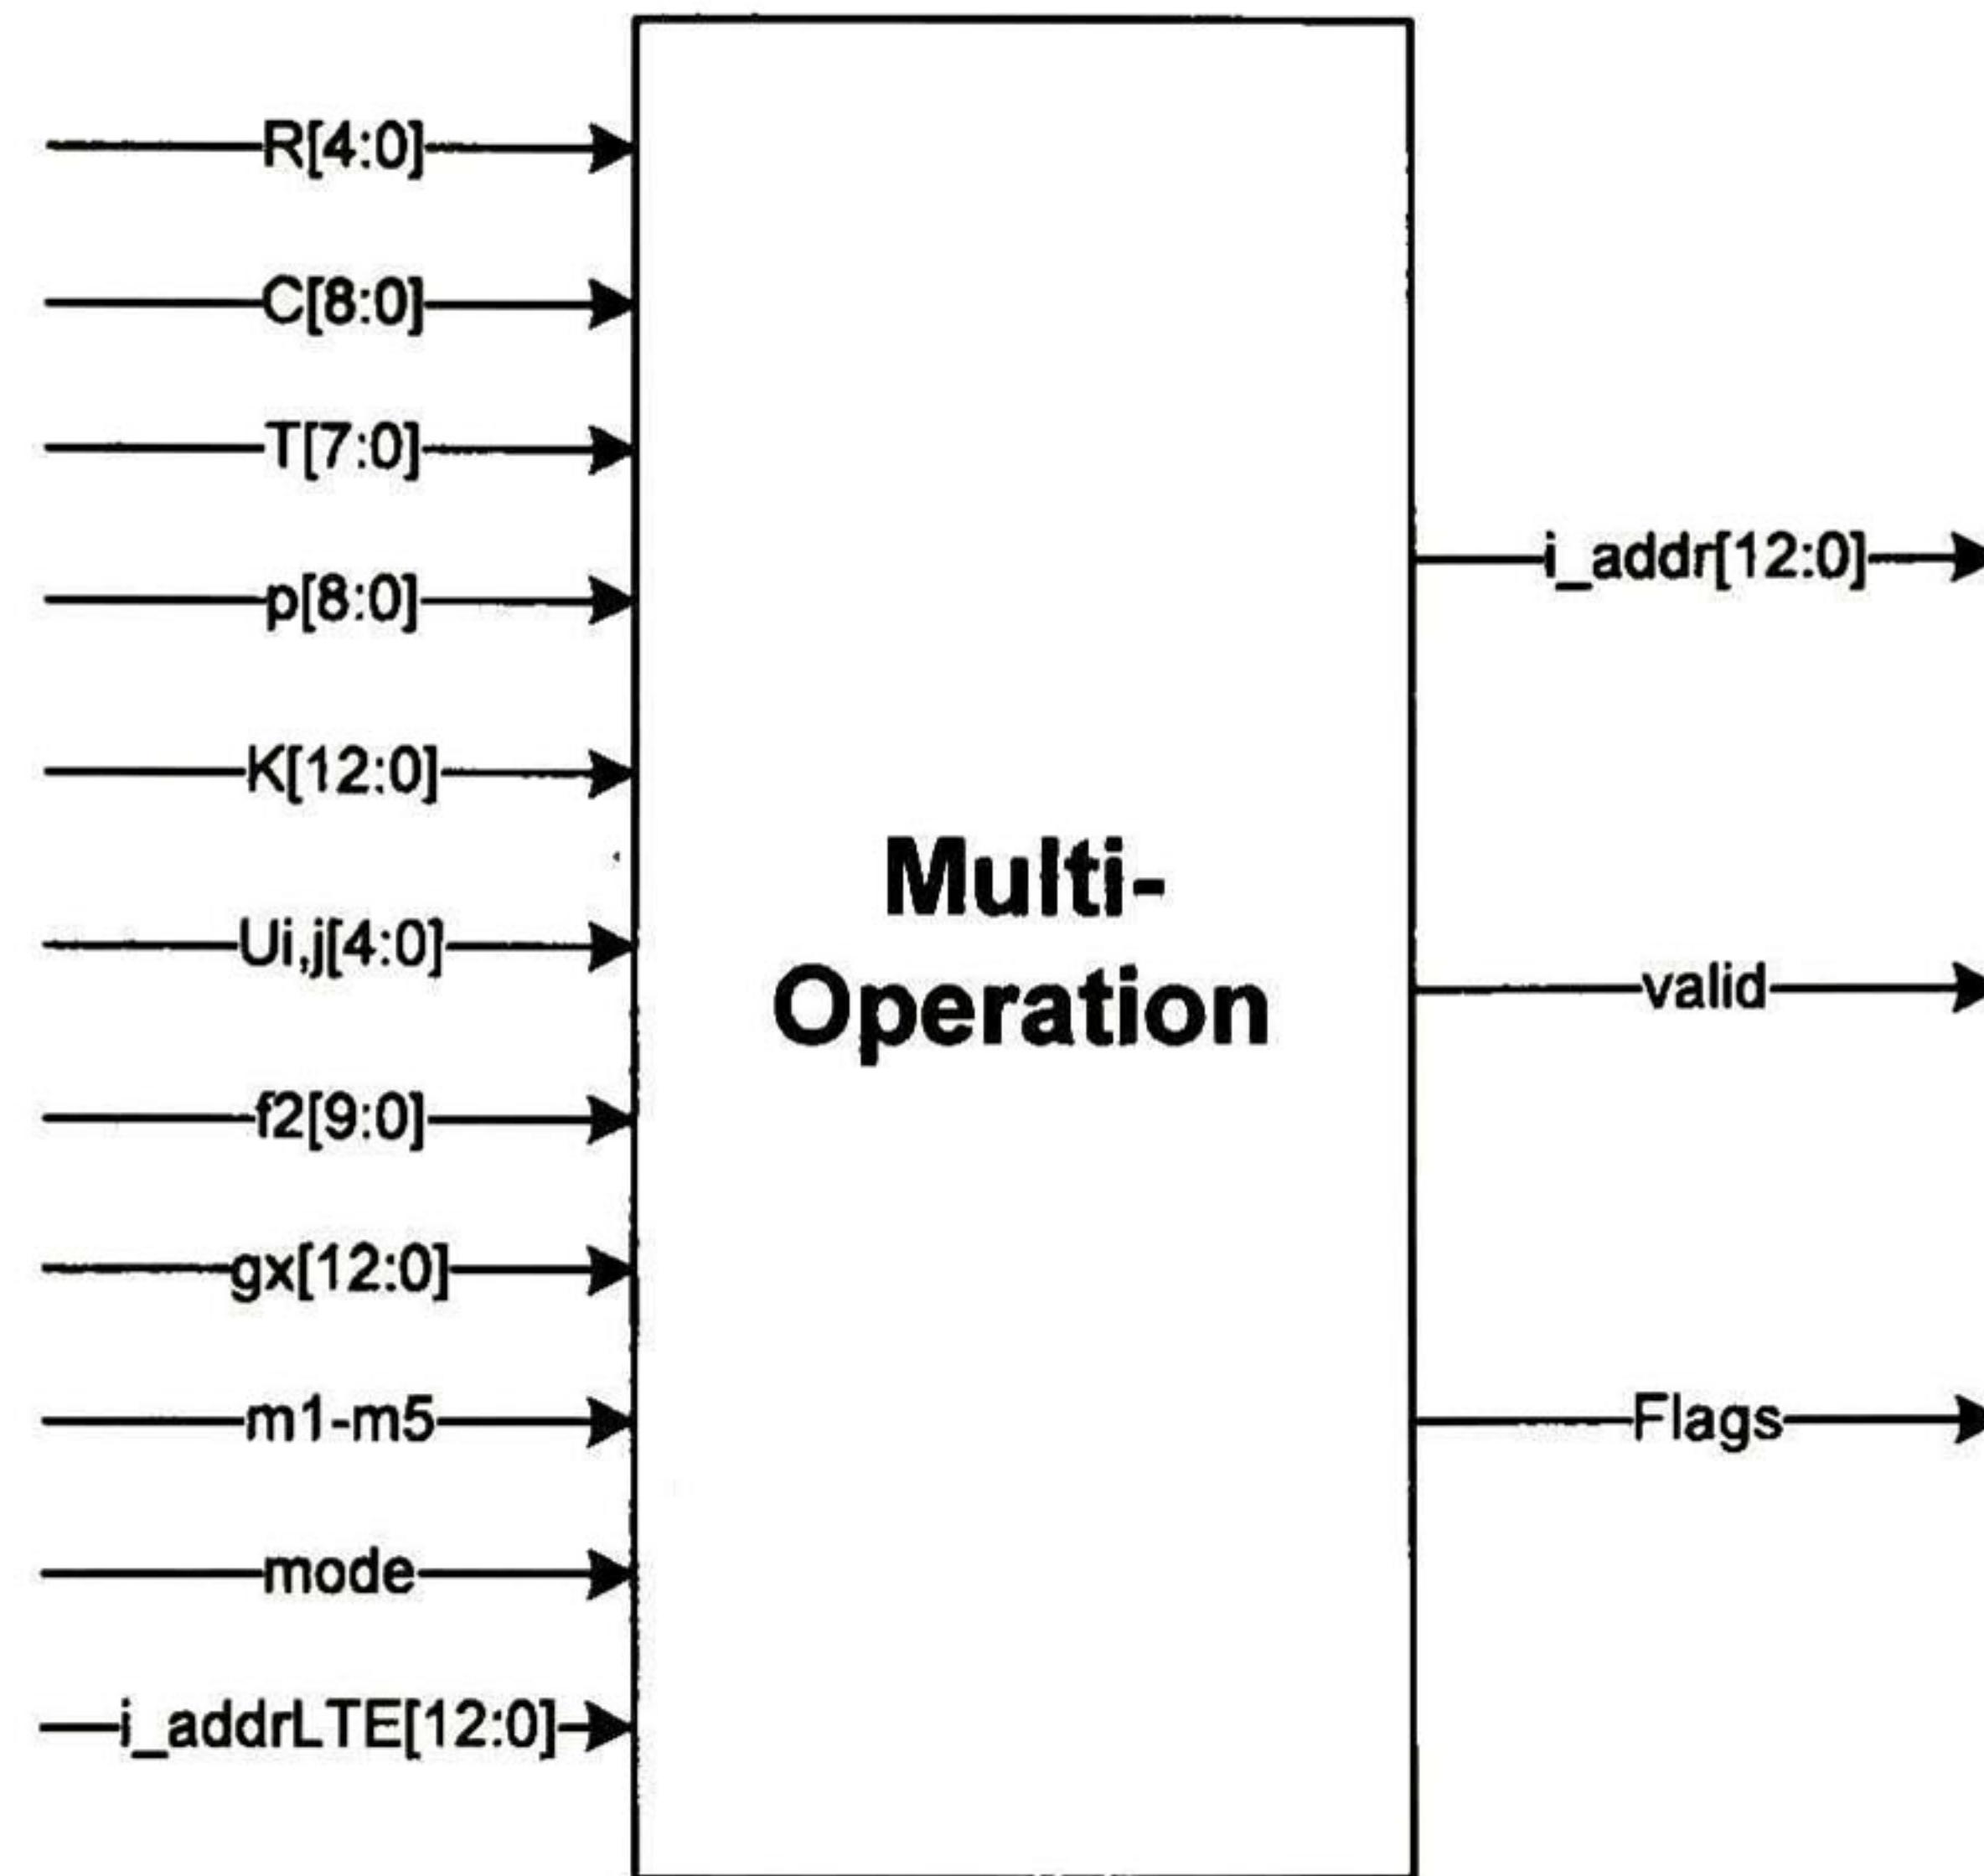 R[4:0]
C[8:0]
T[7:0]
p[8:0]
K[12:0]
Ui,j[4:0]
f2[9:0]
gx[12:0]
m1-m5
mode
i_addrLTE[12:0]
Multi-
Operation
i_addr[12:0]
valid
Flags